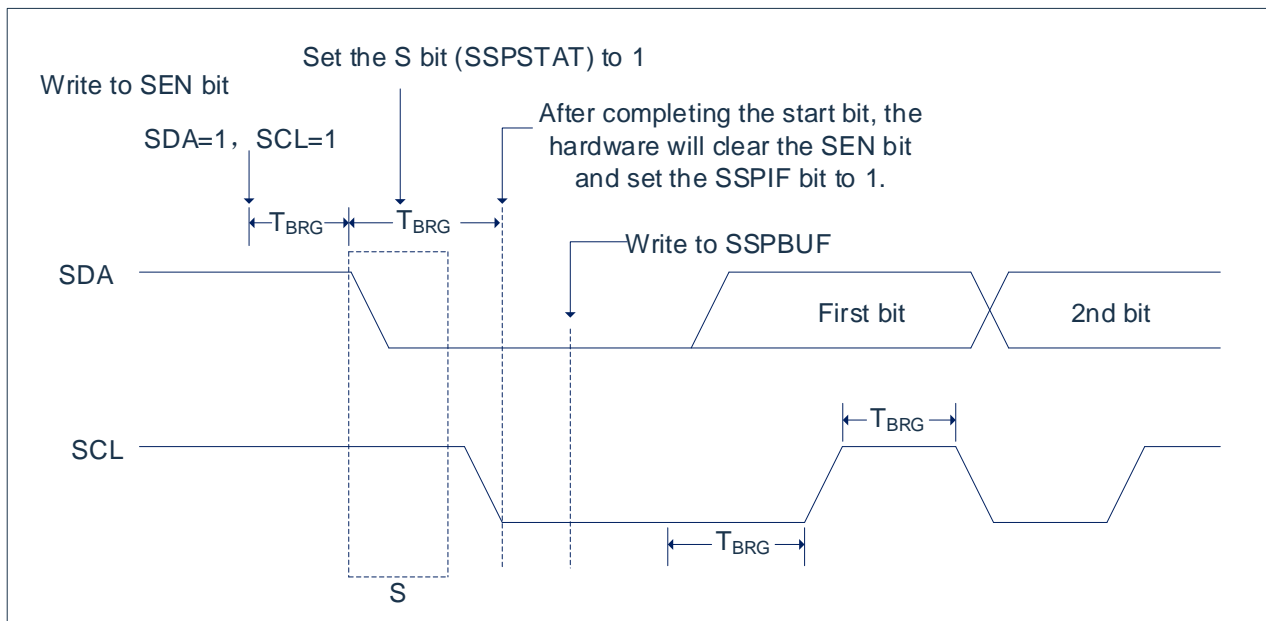 Set the S bit (SSPSTAT) to 1
Write to SEN bit
SDA=1，SCL=1
After completing the start bit, the
hardware will clear the SEN bit
and set the SSPIF bit to 1.
TBRG
TBRG
Write to SSPBUF
SDA
First bit
2nd bit
TBRG
SCL
TBRG
S